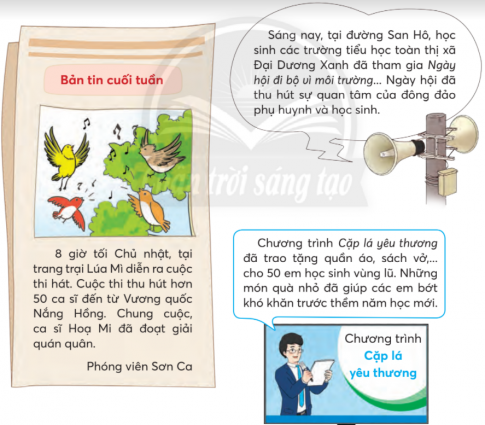 Bản tin cuối tuần
8 giờ tối Chủ nhật, tại
trang trại Lúa Mì diễn ra cuộc
thi hát. Cuộc thi thu hút hơn
50 ca sĩ đến từ Vương quốc
Nắng Hồng. Chung cuộc,
ca sĩ Hoạ Mi đã đoạt giải
quán quân.
Phóng viên Sơn Ca
Sáng nay, tại đường San Hô, học
sinh các trường tiểu học toàn thị xã
Đại Dương Xanh đã tham gia Ngày
hội đi bộ vì môi trường... Ngày hội đã
thu hút sự quan tâm của đông đảo
phụ huynh và học sinh.
Chương trình Cặp lá yêu thương
đã trao tặng quần áo, sách vở,...
cho 50 em học sinh vùng lũ. Những
món quà nhỏ đã giúp các em bớt
khó khăn trước thềm năm học mới.
Chương trình
Cặp lá
yêu thương
trời sáng tạo